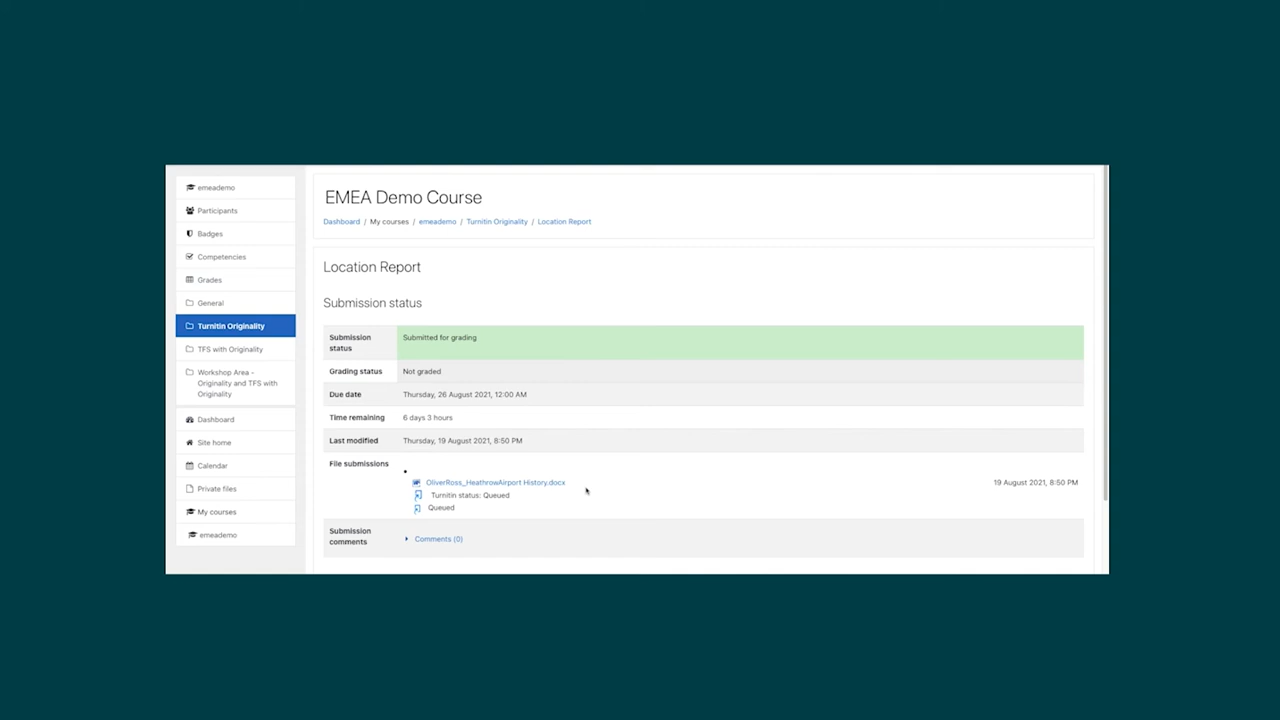 emeademo
Participants
Badges
Competencies
Grades
General
Turnitin Originality
TFS with Originality
Workshop Area -
Originality and TFS with
Originality
Dashboard
Site home
Calendar
Private files
My courses
emeademo
EMEA Demo Course
Dashboard / My courses / emeademo / Turnitin Originality / Location Report
Location Report
Submission status
Submission
status
Submitted for grading
Grading status Not graded
Due date Thursday, 26 August 2021, 12:00 AM
Time remaining 6 days 3 hours
Last modified Thursday, 19 August 2021, 8:50 PM
File submissions
OliverRoss_HeathrowAirport History.docx 19 August 2021, 8:50 PM
Turnitin status: Queued
Queued
Submission
comments
Comments (0)